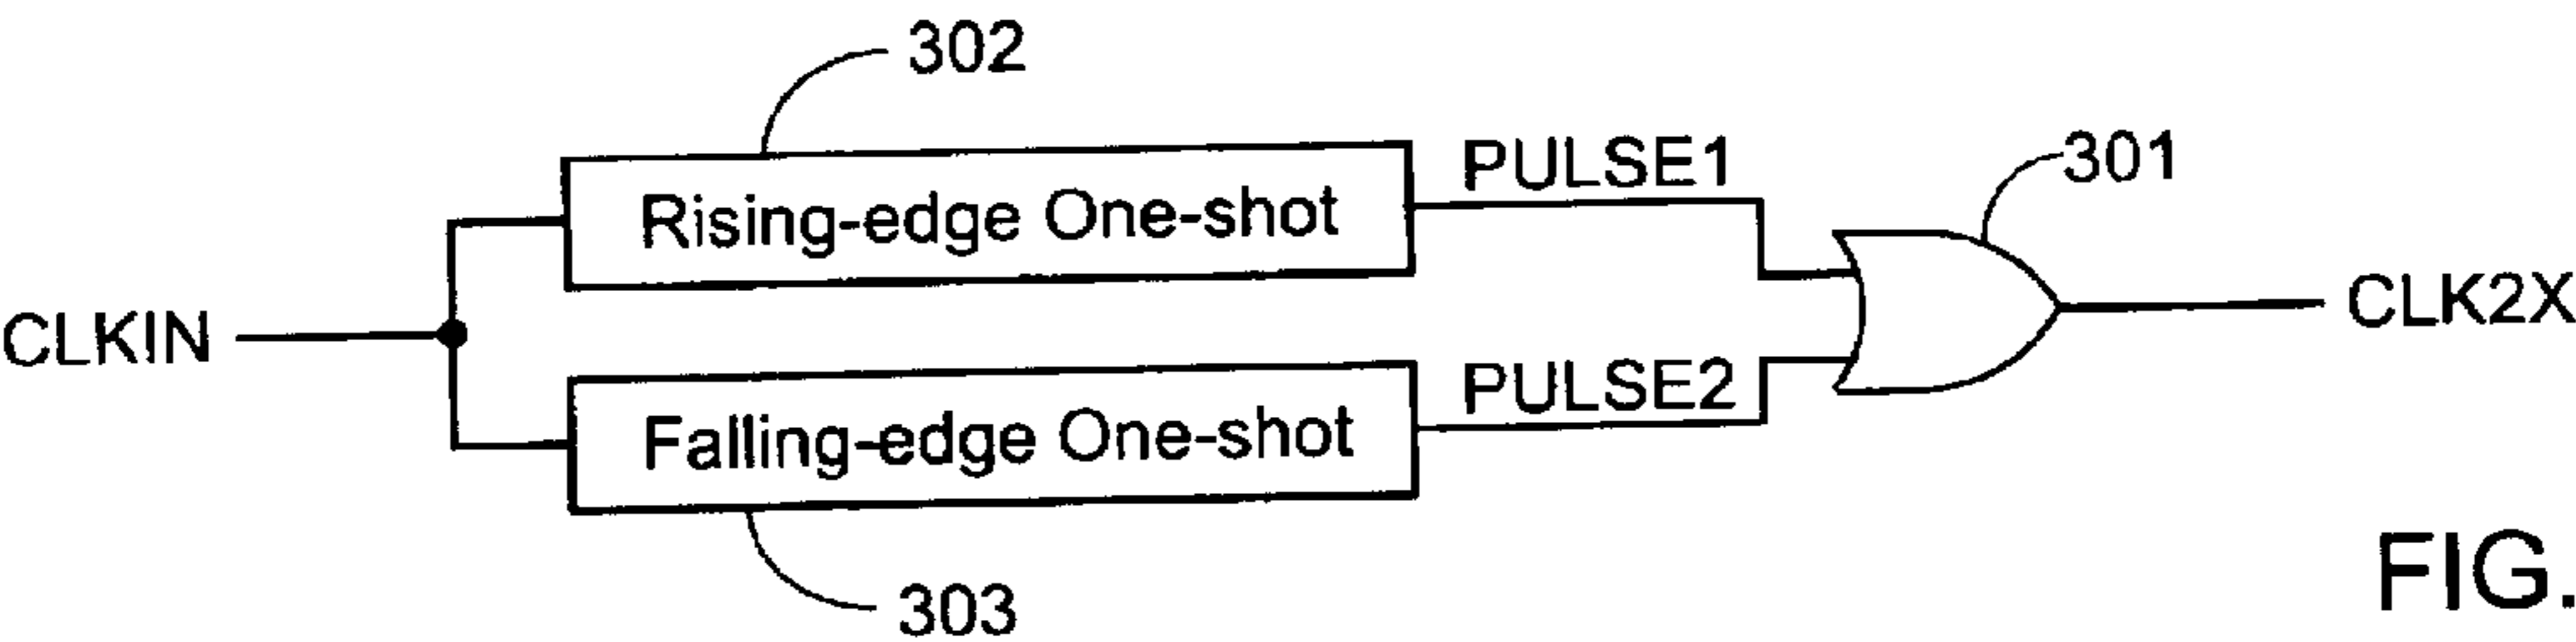 302
Rising-edge One-shot
PULSE1
301
CLKIN
CLK2X
Falling-edge One-shot
PULSE2
303
FIG.